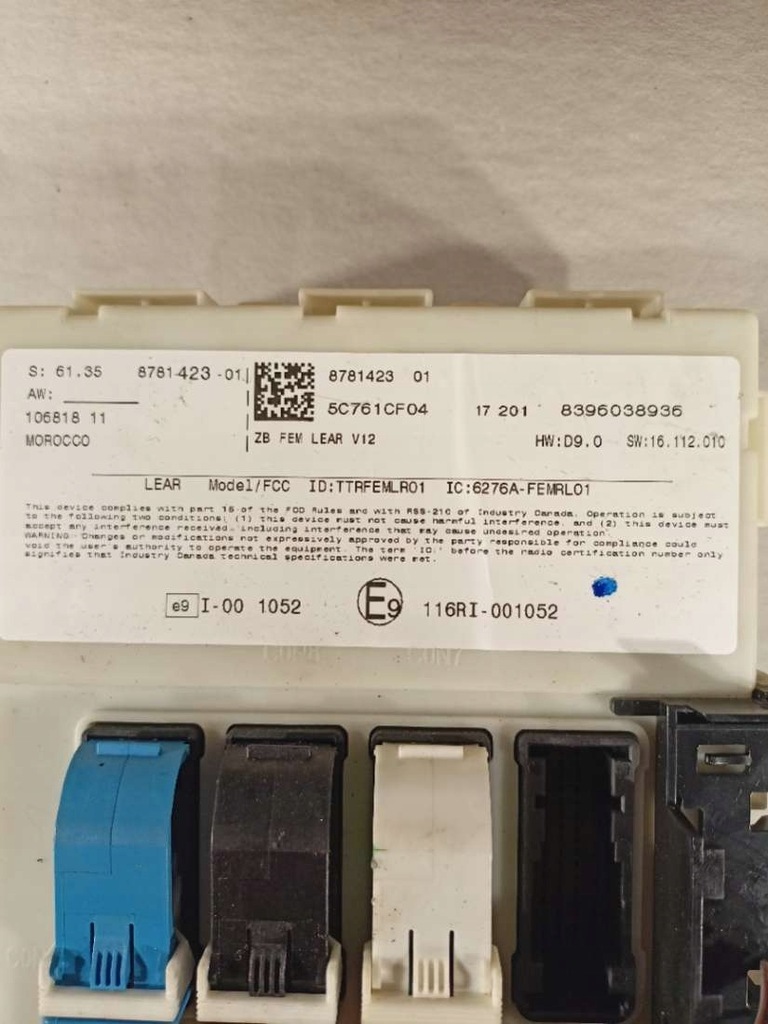 S: 61.35 8781423-01 8781423 01
AW:
106818 11 5C761CF04 17 201 8396038936
MOROCCO ZB FEM LEAR V12 HW:D9.0 SW:16.112.010
LEAR Model/FCC ID:TTRFEMLR01 IC:6276A-FEMRL01
This device complies with part 15 of the FCC Rules and with RSS-210 of Industry Canada. Operation is subject
to the following two conditions: (1) this device must not cause harmful interference, and (2) this device must
accept any interference received, including interference that may cause undesired operation.
WARNING: Changes or modifications not expressively approved by the party responsible for compliance could
void the user's authority to operate the equipment. The term 'IC:' before the radio certification number only
signifies that Industry Canada technical specifications were met.
e9 I-00 1052 E9 116RI-001052